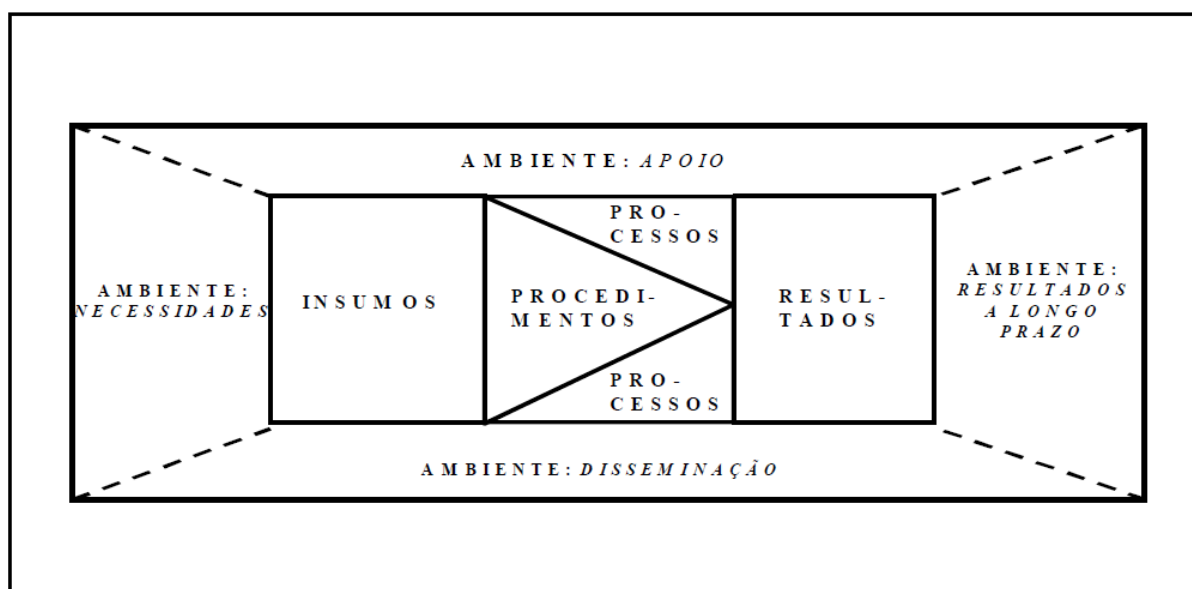 AMBIENTE: APOIO
AMBIENTE:
NECESSIDADES
INSUMOS
PRO-
CESSOS
PROCEDI-
MENTOS
PRO-
CESSOS
RESUL-
TADOS
AMBIENTE:
RESULTADOS
A LONGO
PRAZO
AMBIENTE: DISSEMINAÇÃO